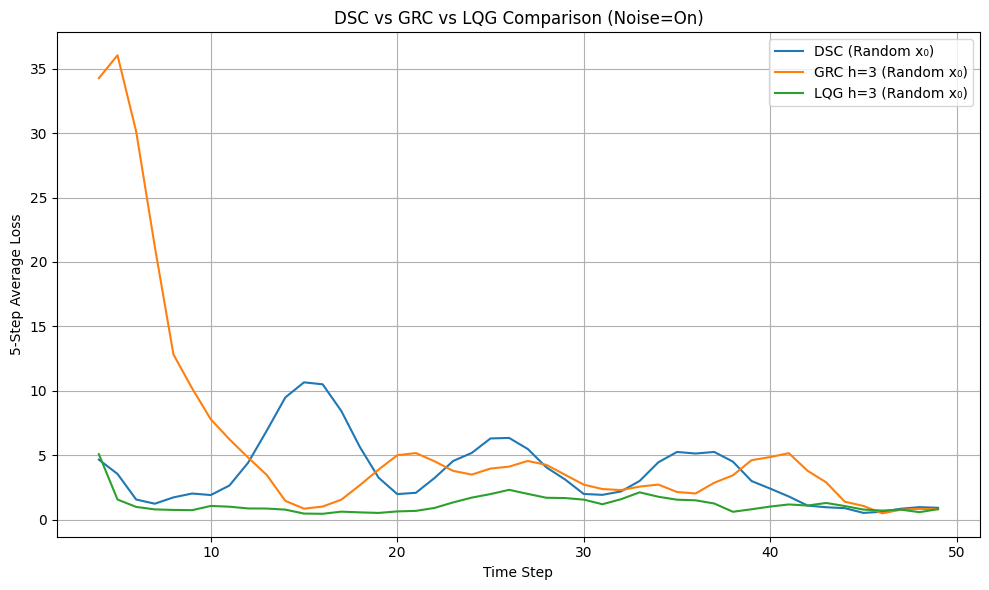 DSC vs GRC vs LQG Comparison (Noise=On)
DSC (Random x₀)
GRC h=3 (Random x₀)
LQG h=3 (Random x₀)
5-Step Average Loss
35
30
25
20
15
10
5
0
10 20 30 40 50
Time Step